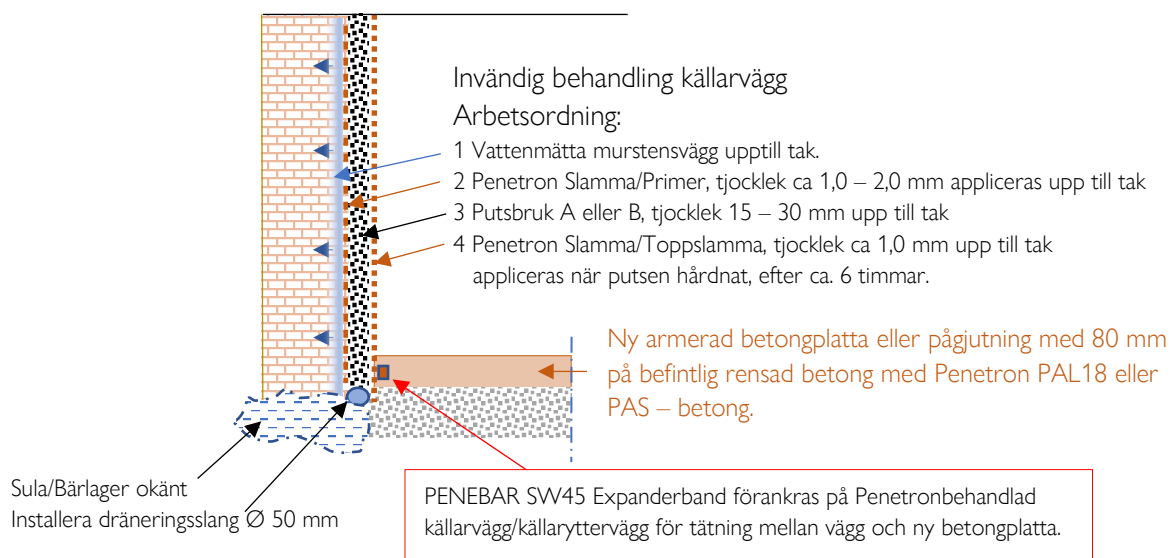 Invändig behandling källarvägg
Arbetsordning:
1 Vattenmätta murstensvägg upptill tak.
2 Penetron Slamma/Primer, tjocklek ca 1,0 – 2,0 mm appliceras upp till tak
3 Putsbruk A eller B, tjocklek 15 – 30 mm upp till tak
4 Penetron Slamma/Toppslamma, tjocklek ca 1,0 mm upp till tak
appliceras när putsen hårdnat, efter ca. 6 timmar.
Ny armerad betongplatta eller pågjutning med 80 mm
på befintlig rensad betong med Penetron PAL18 eller
PAS – betong.
Sula/Bärlager okänt
Installera dräneringsslang Ø 50 mm
PENEBAR SW45 Expanderband förankras på Penetronbehandlad
källarvägg/källaryttervägg för tätning mellan vägg och ny betongplatta.